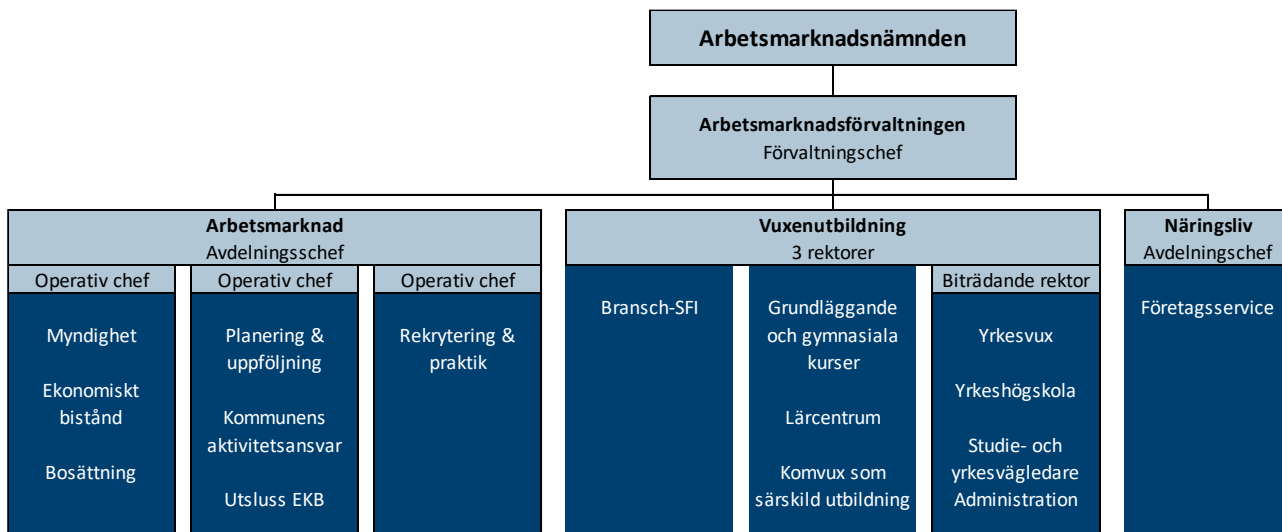 Arbetsmarknadsnämnden
Arbetsmarknadsförvaltningen
Förvaltningschef
Arbetsmarknad
Avdelningsschef
Operativ chef
Myndighet
Ekonomiskt
bistånd
Bosättning
Operativ chef
Planering &
uppföljning
Kommunens
aktivitetsansvar
Utsluss EKB
Operativ chef
Rekrytering &
praktik
Vuxenutbildning
3 rektorer
Bransch-SFI
Grundläggande
och gymnasiala
kurser
Lärcentrum
Komvux som
särskild utbildning
Biträdande rektor
Yrkesvux
Yrkeshögskola
Studie- och
yrkesvägledare
Administration
Näringsliv
Avdelningschef
Företagsservice